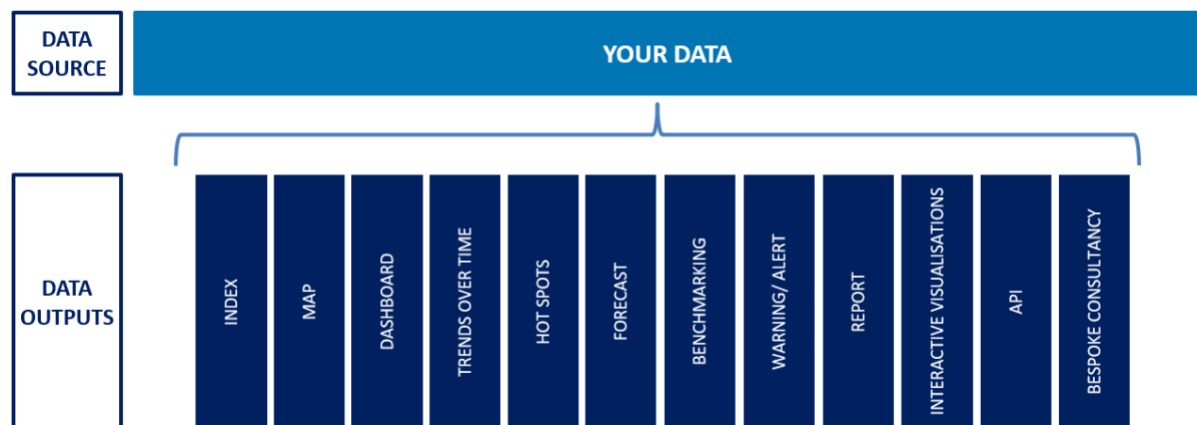 DATA
SOURCE
YOUR DATA
DATA
OUTPUTS
INDEX
MAP
DASHBOARD
TRENDS OVER TIME
HOT SPOTS
FORECAST
BENCHMARKING
WARNING/ ALERT
REPORT
INTERACTIVE VISUALISATIONS
API
BESPOKE CONSULTANCY